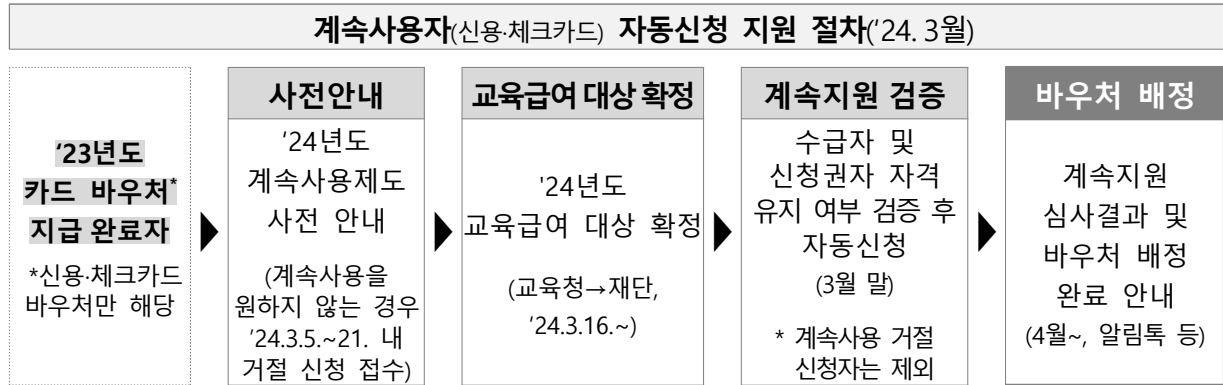 계속사용자(신용·체크카드) 자동신청 지원 절차(‘24. 3월)
‘23년도
카드 바우처*
지급 완료자
*신용·체크카드
바우처만 해당
사전안내
’24년도
계속사용제도
사전 안내
(계속사용을
원하지 않는 경우
’24.3.5.~21. 내
거절 신청 접수)
교육급여 대상 확정
'24년도
교육급여 대상 확정
(교육청→재단,
’24.3.16.~)
계속지원 검증
수급자 및
신청권자 자격
유지 여부 검증 후
자동신청
(3월 말)
* 계속사용 거절
신청자는 제외
바우처 배정
계속지원
심사결과 및
바우처 배정
완료 안내
(4월~, 알림톡 등)